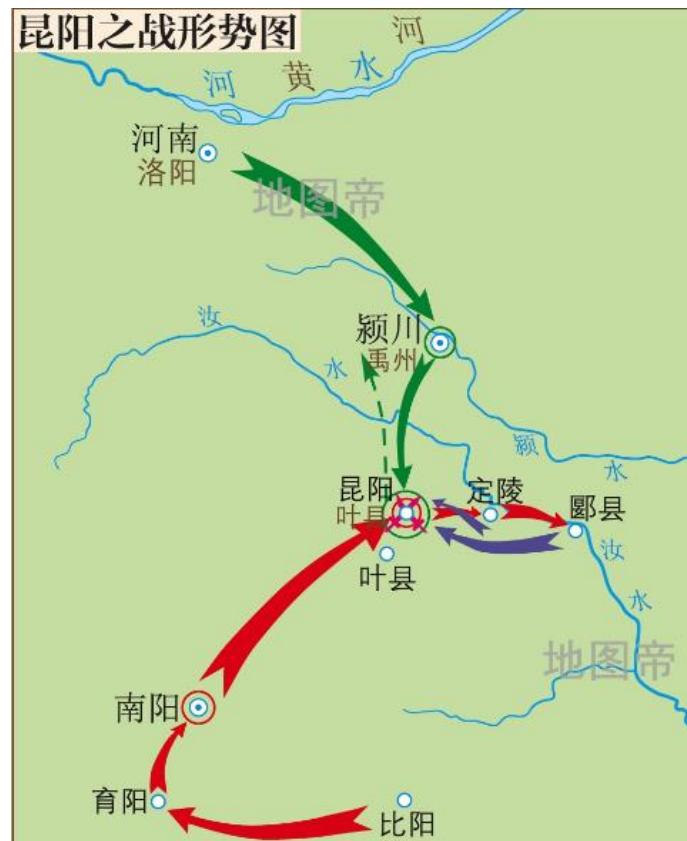 昆阳之战形势图
河
黄
水
河
河南
洛阳
地图帝
颍川
禹州
汝
水
颍
水
昆阳
叶县
定陵
郾县
叶县
汝
水
地图帝
南阳
育阳
比阳